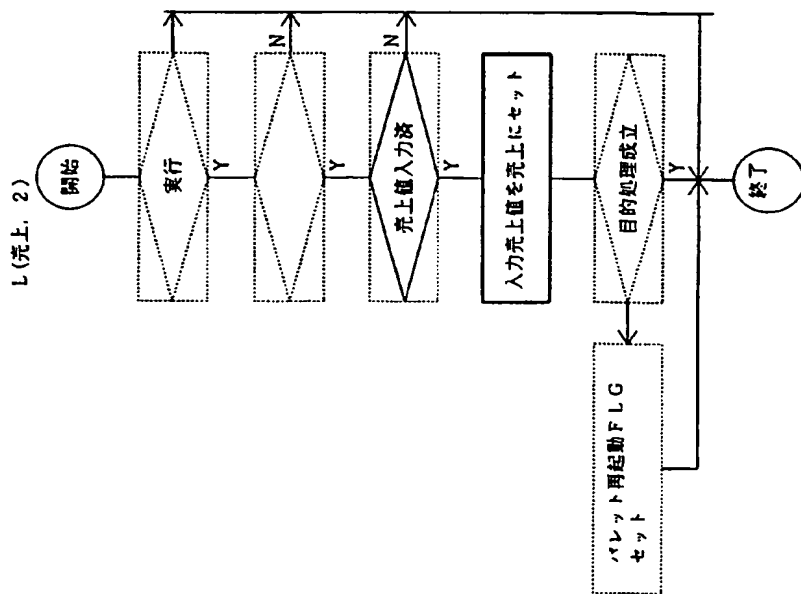 L(売上, 2)
開始
実行
Y
N
Y
売上値入力済
N
Y
入力売上値を売上にセット
目的処理成立
Y
パレット再起動FLG
セット
終了